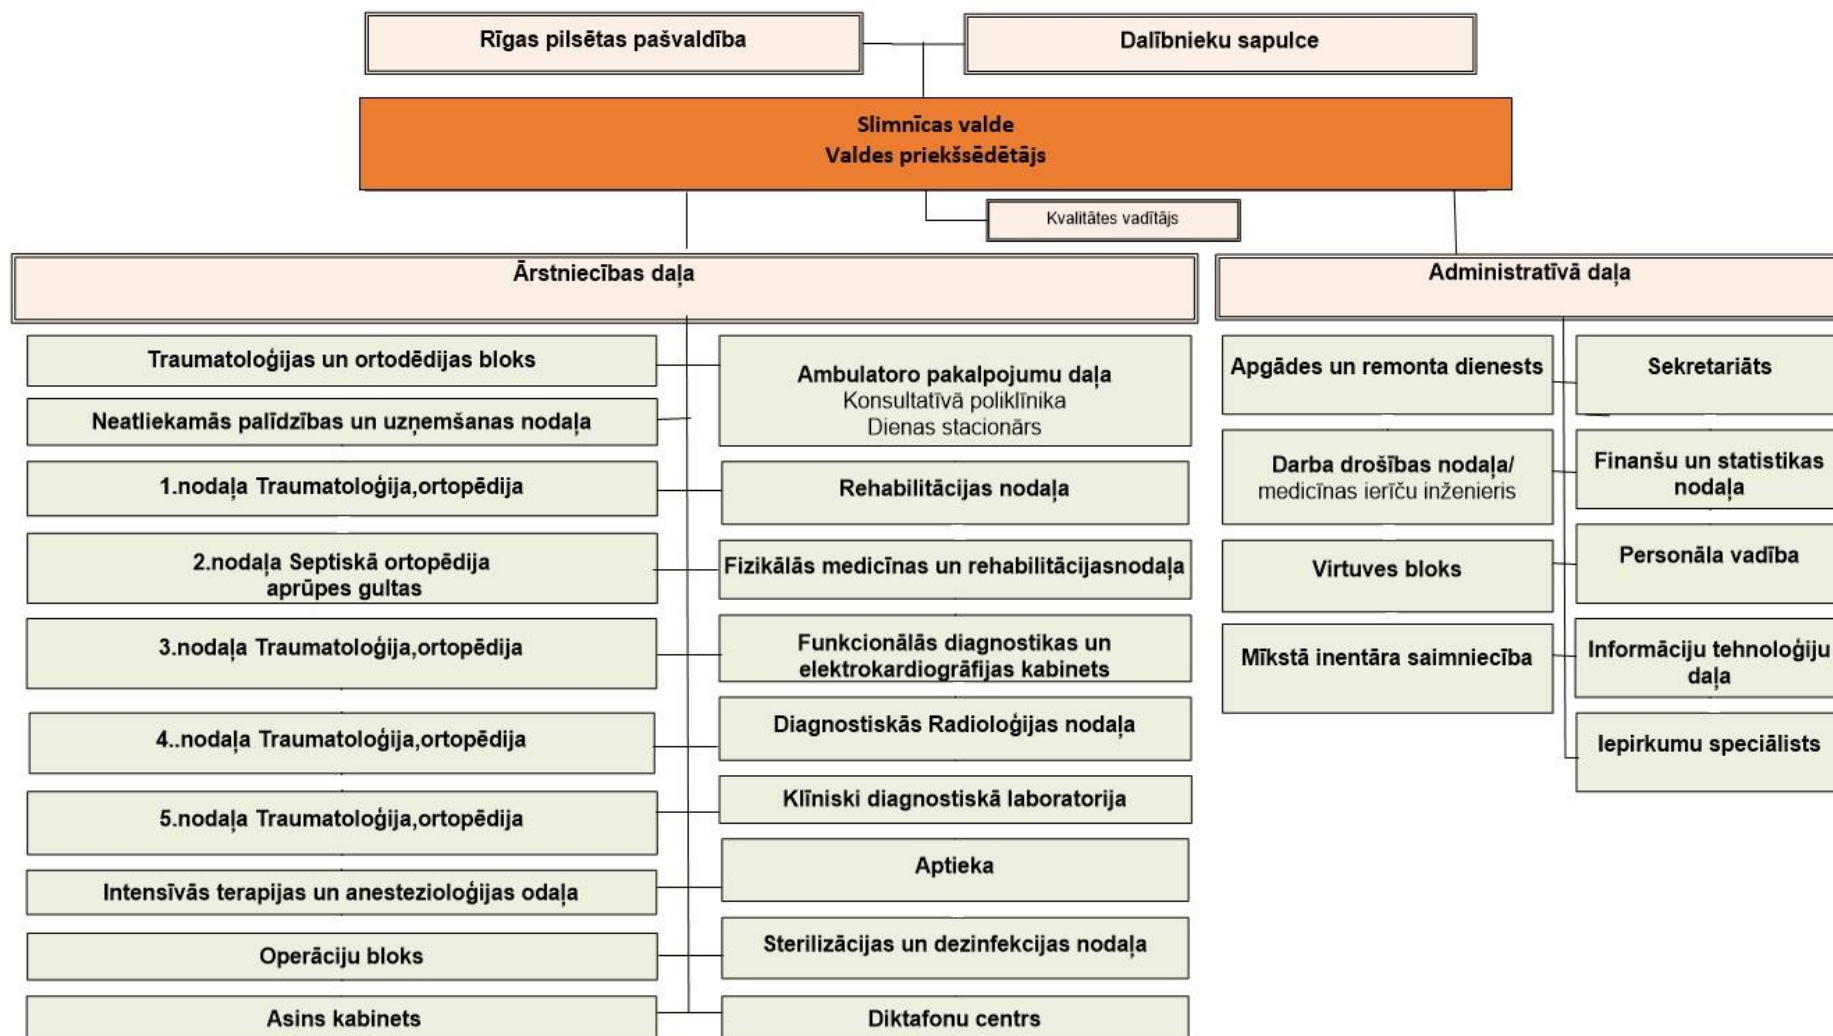 Rīgas pilsētas pašvaldība
Dalībnieku sapulce
Slimnīcas valde
Valdes priekšsēdētājs
Kvalitātes vadītājs
Ārstniecības daļa
Traumatoloģijas un ortodēdijas bloks
Neatliekamās palīdzības un uzņemšanas nodaļa
1.nodaļa Traumatoloģija,ortopēdija
2.nodaļa Septiskā ortopēdija
aprūpes gultas
3.nodaļa Traumatoloģija,ortopēdija
4..nodaļa Traumatoloģija,ortopēdija
5.nodaļa Traumatoloģija,ortopēdija
Intensīvās terapijas un anestezioloģijas odaļa
Operāciju bloks
Asins kabinets
Ambulatoro pakalpojumu daļa
Konsultatīvā poliklīnika
Dienas stacionārs
Rehabilitācijas nodaļa
Fizikālās medicīnas un rehabilitācijasnodaļa
Funkcionālās diagnostikas un
elektrokardiogrāfijas kabinets
Diagnostiskās Radioloģijas nodaļa
Klīniski diagnostiskā laboratorija
Aptieka
Sterilizācijas un dezinfekcijas nodaļa
Diktafonu centrs
Administratīvā daļa
Apgādes un remonta dienests
Darba drošības nodaļa/
medicīnas ierīču inženieris
Virtuves bloks
Mīkstā inentāra saimniecība
Sekretariāts
Finanšu un statistikas
nodaļa
Personāla vadība
Informāciju tehnoloģiju
daļa
Iepirkumu speciālists